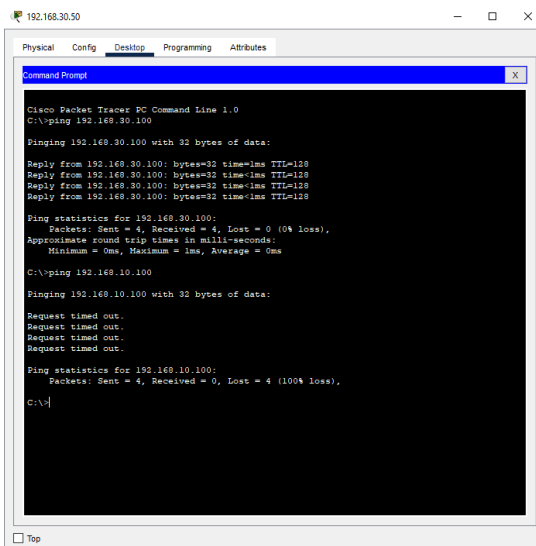 192.168.30.50
Physical Config Desktop Programming Attributes
Command Prompt X
Cisco Packet Tracer PC Command Line 1.0
C:\>ping 192.168.30.100
Pinging 192.168.30.100 with 32 bytes of data:
Reply from 192.168.30.100: bytes=32 time=1ms TTL=128
Reply from 192.168.30.100: bytes=32 time<1ms TTL=128
Reply from 192.168.30.100: bytes=32 time<1ms TTL=128
Reply from 192.168.30.100: bytes=32 time<1ms TTL=128
Ping statistics for 192.168.30.100:
Packets: Sent = 4, Received = 4, Lost = 0 (0% loss),
Approximate round trip times in milli-seconds:
Minimum = 0ms, Maximum = 1ms, Average = 0ms
C:\>ping 192.168.10.100
Pinging 192.168.10.100 with 32 bytes of data:
Request timed out.
Request timed out.
Request timed out.
Request timed out.
Ping statistics for 192.168.10.100:
Packets: Sent = 4, Received = 0, Lost = 4 (100% loss),
C:\>
Top